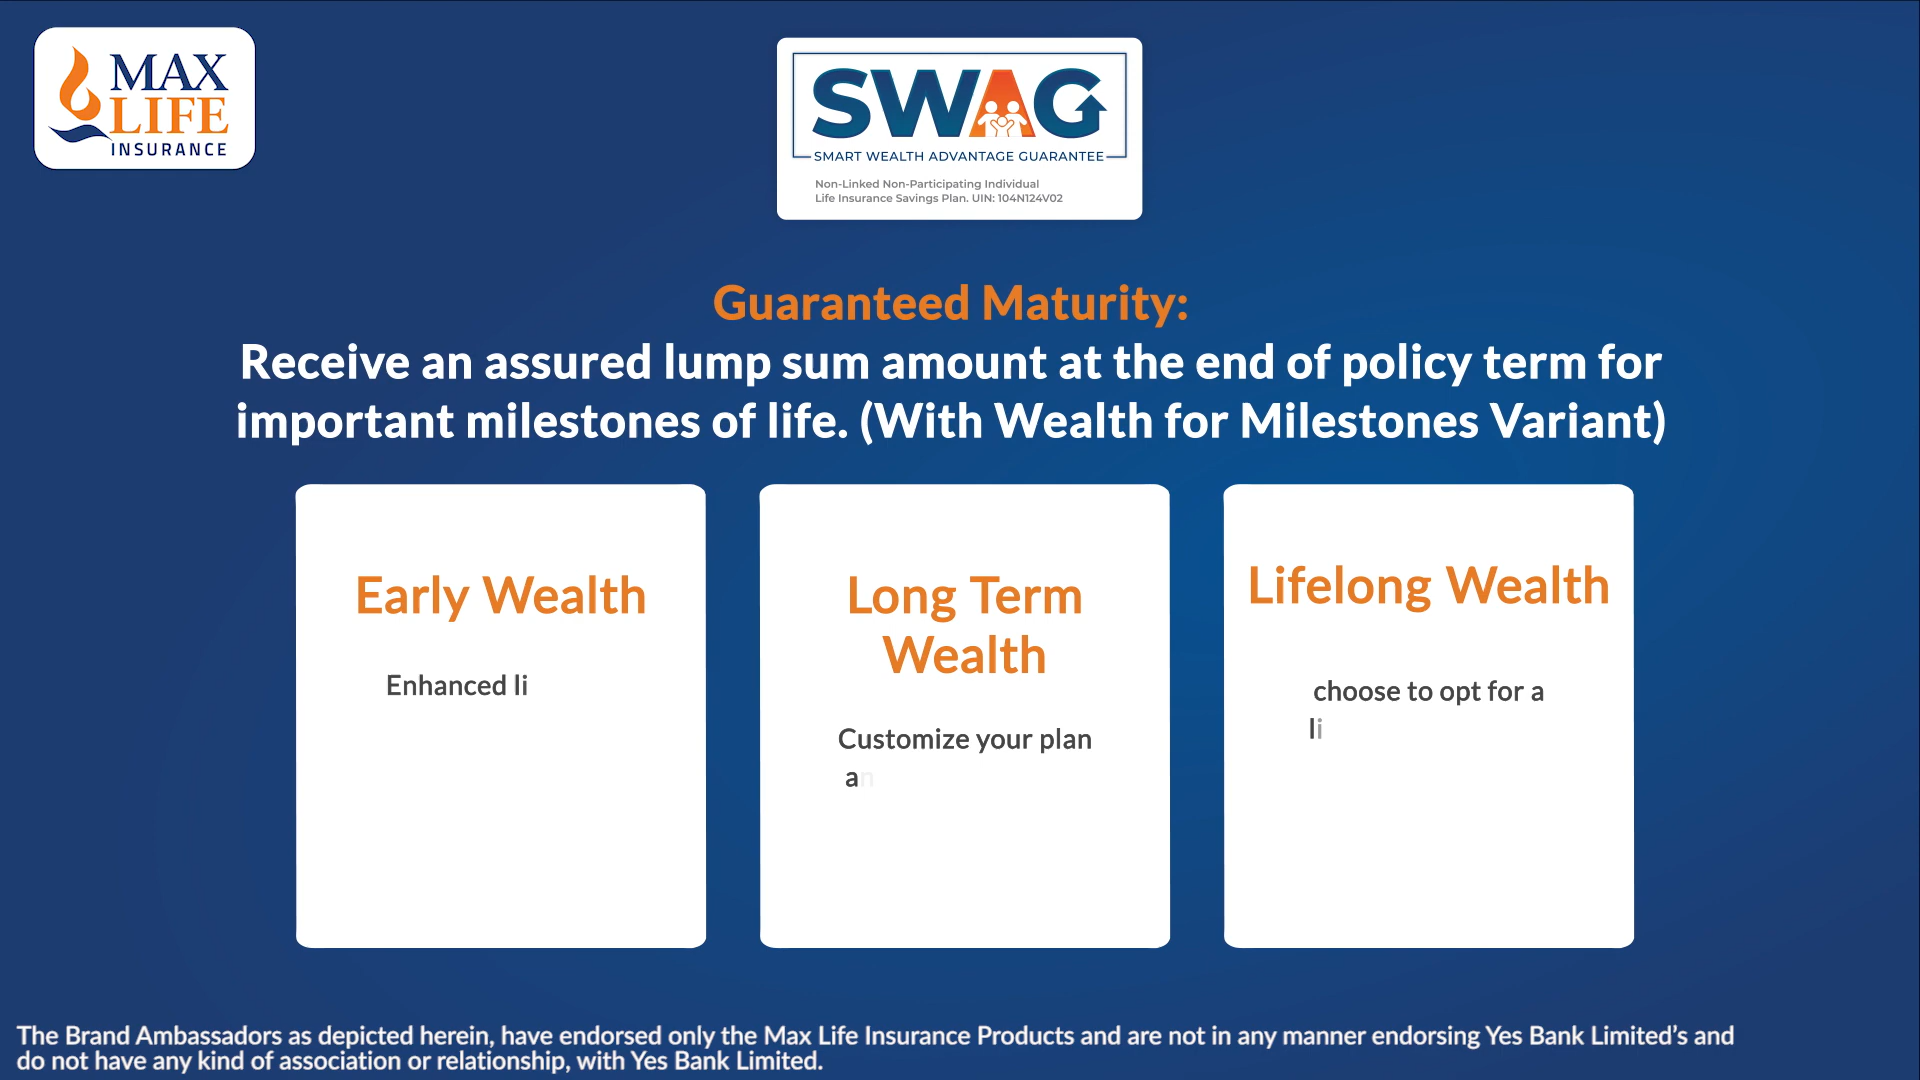 MAX
LIFE
INSURANCE
SWAG
SMART WEALTH ADVANTAGE GUARANTEE
Non-Linked Non-Participating Individual
Life Insurance Savings Plan. UIN: 104N124V02
Guaranteed Maturity:
Receive an assured lump sum amount at the end of policy term for
important milestones of life. (With Wealth for Milestones Variant)
Early Wealth
Enhanced li
Long Term
Wealth
Customize your plan
an
Lifelong Wealth
choose to opt for a
li
The Brand Ambassadors as depicted herein, have endorsed only the Max Life Insurance Products and are not in any manner endorsing Yes Bank Limited’s and
do not have any kind of association or relationship, with Yes Bank Limited.